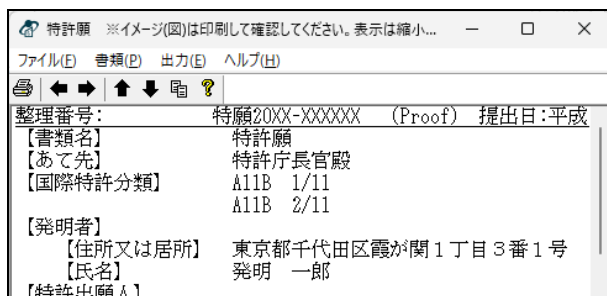 特許願 ※イメージ(図)は印刷して確認してください。表示は縮小...
ファイル(F) 書類(P) 出力(E) ヘルプ(H)
整理番号: 特願20XX-XXXXXX (Proof) 提出日:平成
【書類名】 特許願
【あて先】 特許庁長官殿
【国際特許分類】 A11B 1/11
A11B 2/11
【発明者】
【住所又は居所】 東京都千代田区霞が関1丁目3番1号
【氏名】 発明 一郎
【特許出願人】